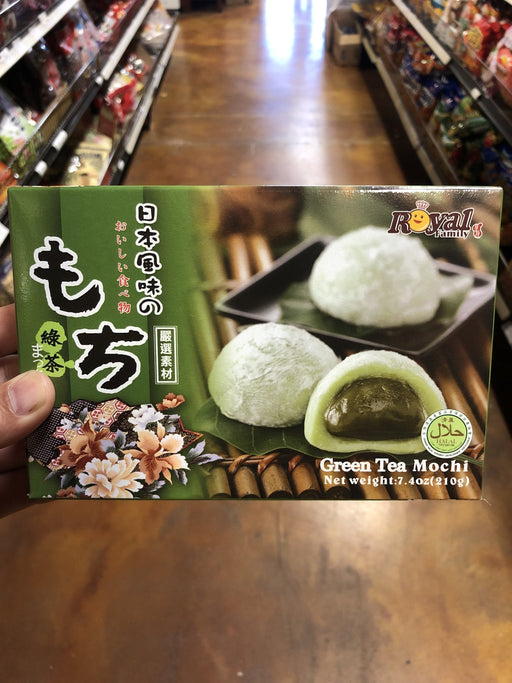 日本風味の
おいしい食べ物
もち
綠茶
嚴選素材
Royal
Family
HALAL
Green Tea Mochi
Net weight:7.4oz(210g)